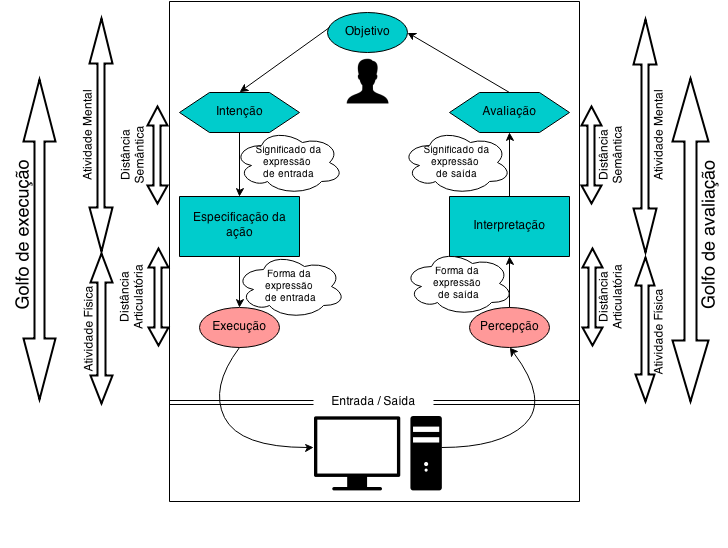 Objetivo
Intenção
Avaliação
Significado da
expressão
de entrada
Significado da
expressão
de saída
Especificação da
ação
Interpretação
Forma da
expressão
de entrada
Forma da
expressão
de saída
Execução
Percepção
Entrada / Saída
Golfo de execução
Atividade Mental
Atividade Física
Distância
Semântica
Distância
Articulatória
Distância
Semântica
Distância
Articulatória
Atividade Mental
Atividade Física
Golfo de avaliação